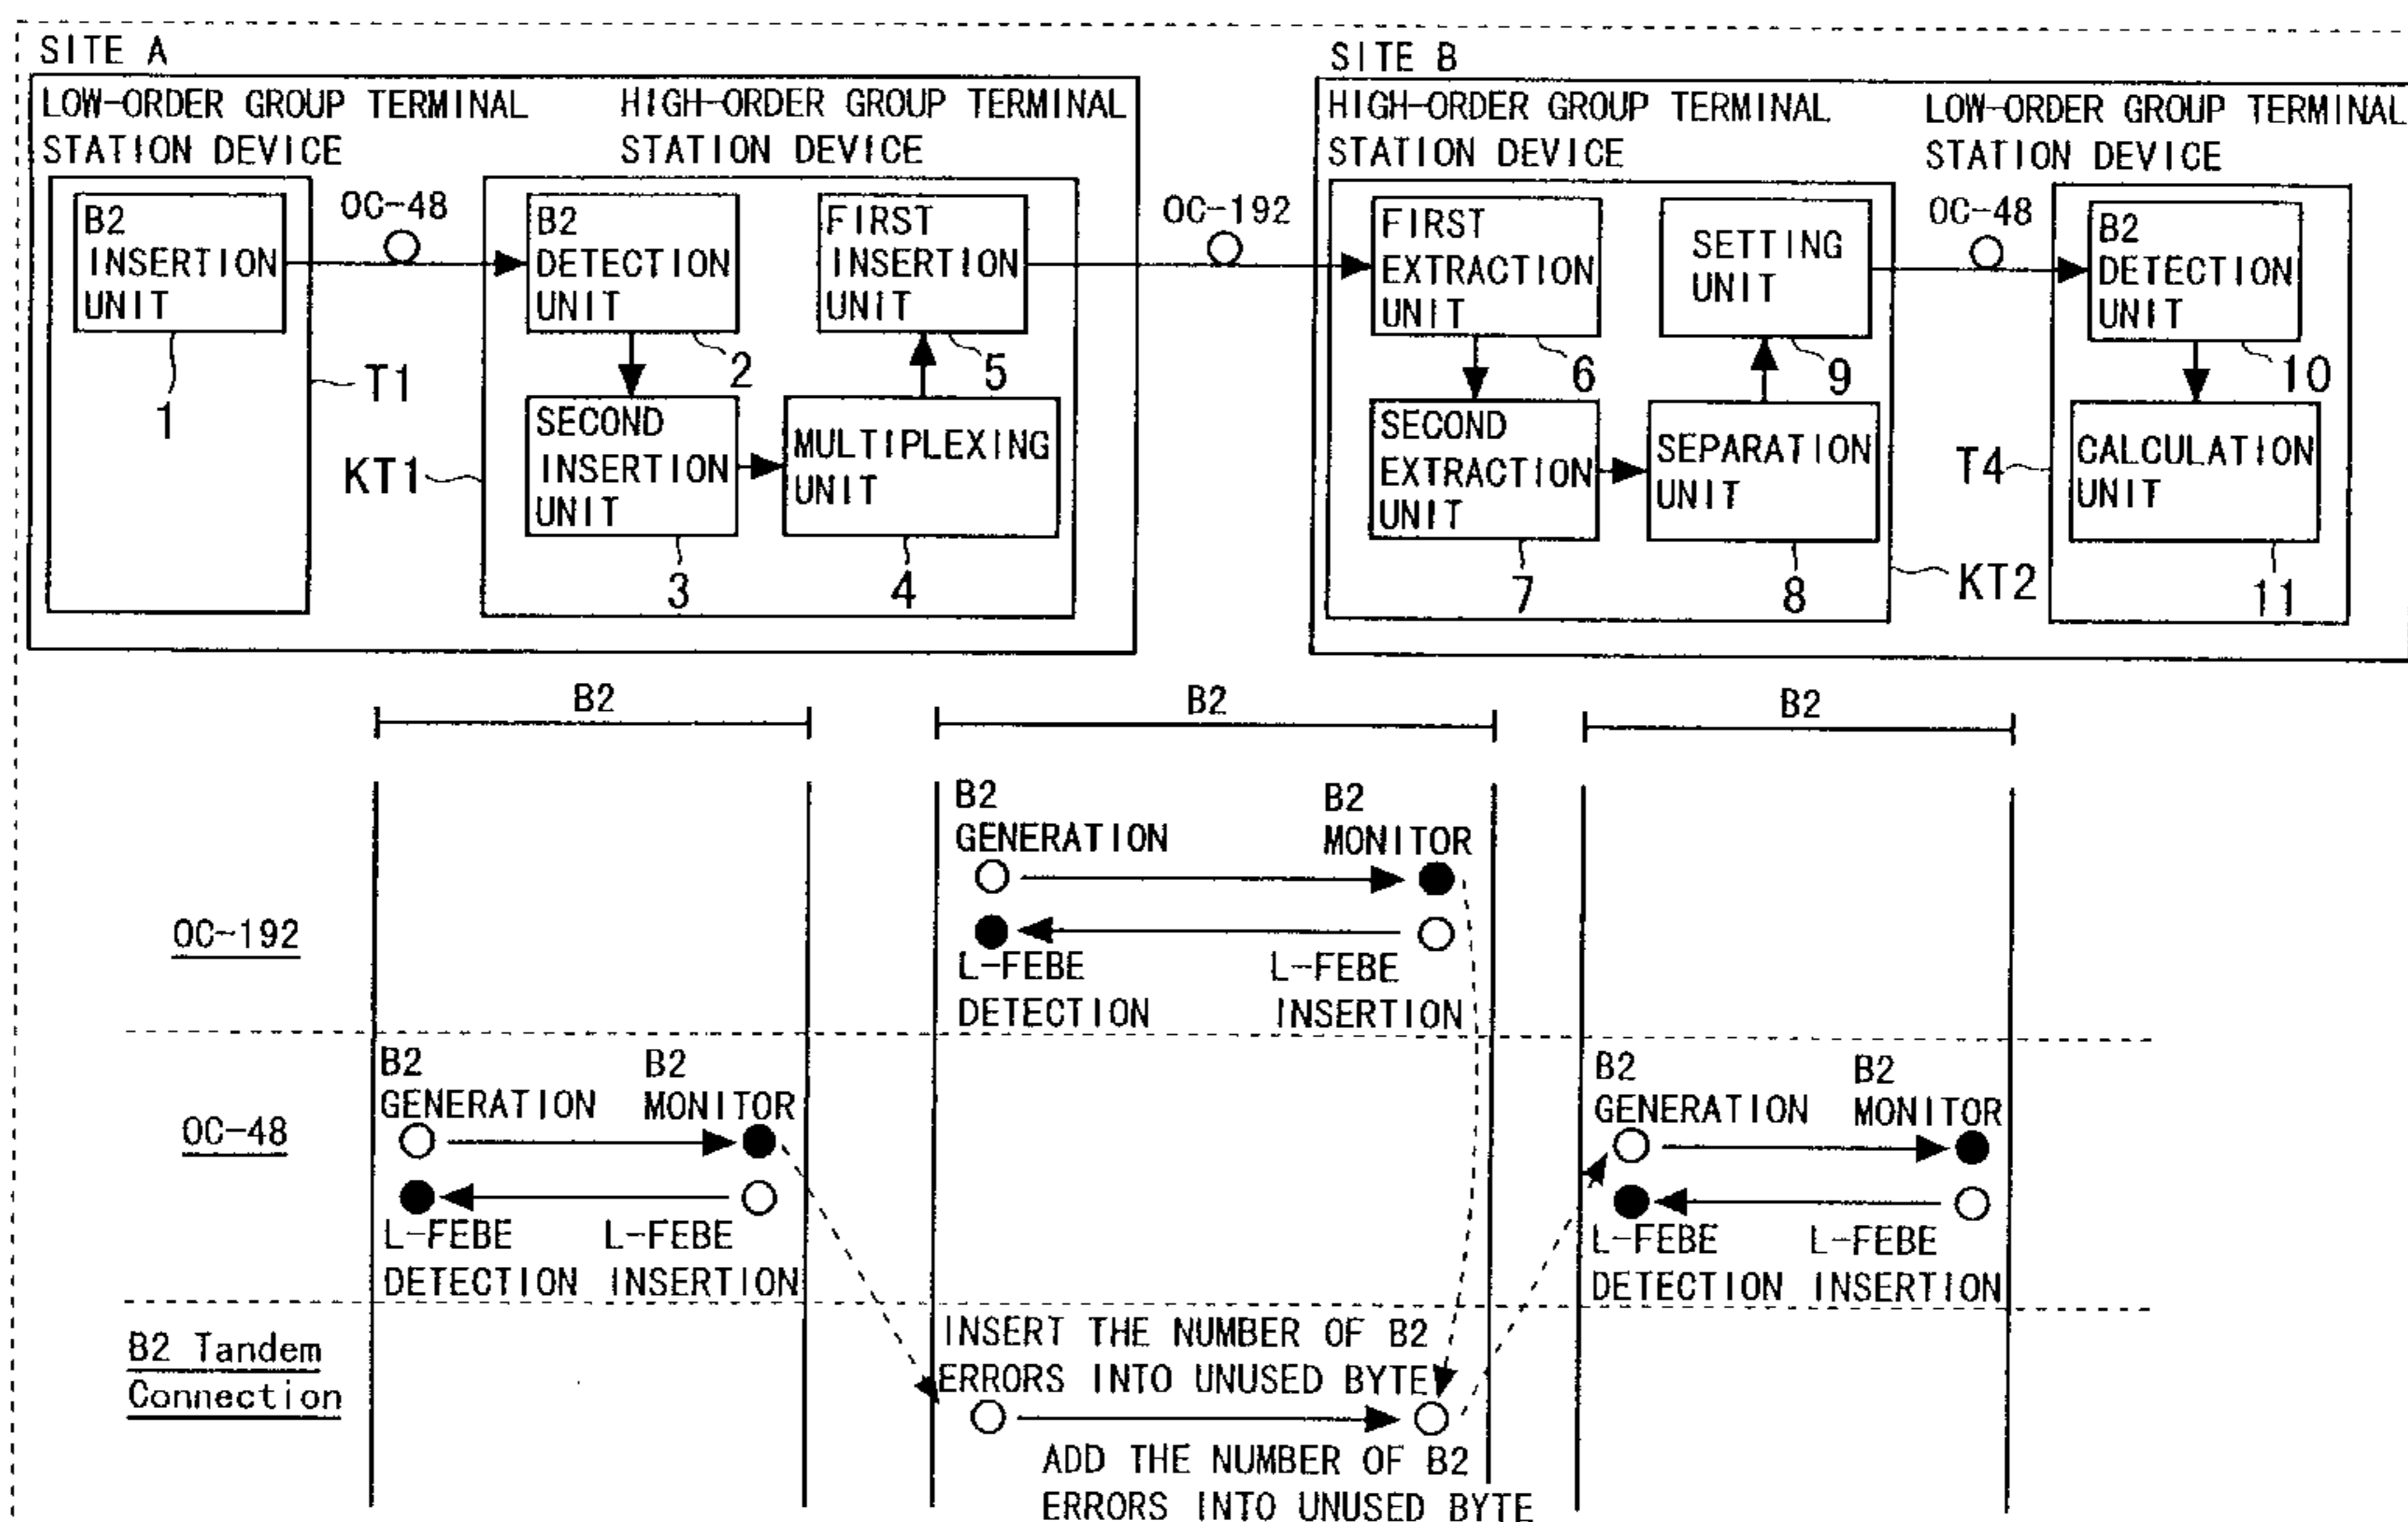 SITE A
SITE B
LOW-ORDER GROUP TERMINAL
STATION DEVICE
HIGH-ORDER GROUP TERMINAL
STATION DEVICE
HIGH-ORDER GROUP TERMINAL
STATION DEVICE
LOW-ORDER GROUP TERMINAL
STATION DEVICE
B2
INSERTION
UNIT
1
T1
OC-48
B2
DETECTION
UNIT
2
FIRST
INSERTION
UNIT
5
KT1
SECOND
INSERTION
UNIT
3
MULTIPLEXING
UNIT
4
OC-192
FIRST
EXTRACTION
UNIT
6
SETTING
UNIT
9
SECOND
EXTRACTION
UNIT
7
SEPARATION
UNIT
8
KT2
OC-48
B2
DETECTION
UNIT
10
T4
CALCULATION
UNIT
11
B2
B2
B2
OC-192
B2
GENERATION
B2
MONITOR
L-FEBE
DETECTION
L-FEBE
INSERTION
OC-48
B2
GENERATION
B2
MONITOR
L-FEBE
DETECTION
L-FEBE
INSERTION
B2
GENERATION
B2
MONITOR
L-FEBE
DETECTION
L-FEBE
INSERTION
B2 Tandem
Connection
INSERT THE NUMBER OF B2
ERRORS INTO UNUSED BYTE
ADD THE NUMBER OF B2
ERRORS INTO UNUSED BYTE